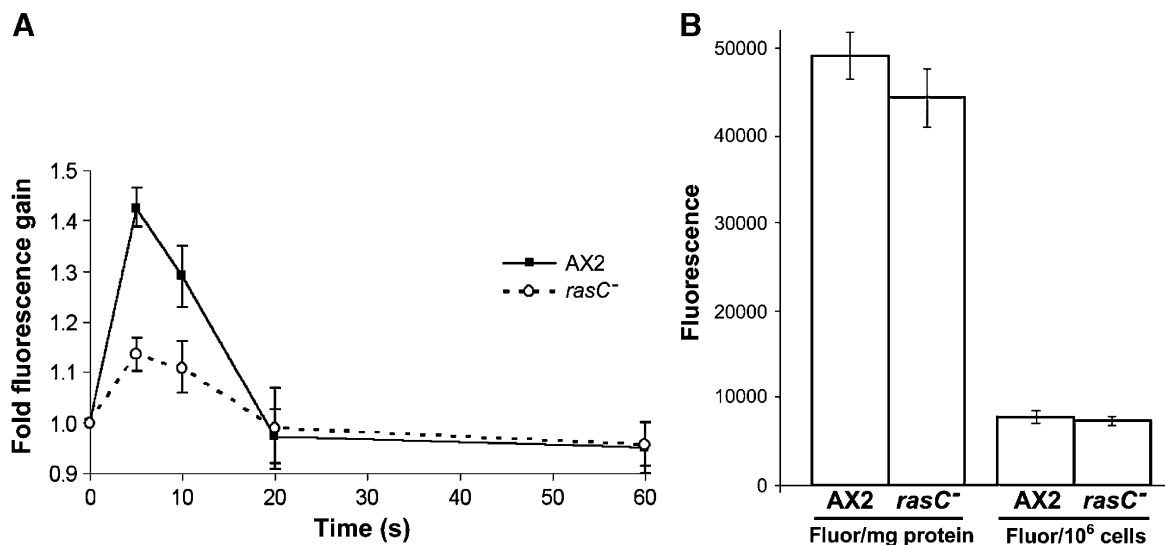 A
Fold fluorescence gain
1.5
1.4
1.3
1.2
1.1
1.0
0.9
0 10 20 30 40 50 60
Time (s)
AX2
rasC-
B
Fluorescence
50000
40000
30000
20000
10000
0
AX2 rasC- AX2 rasC-
Fluor/mg protein Fluor/10⁶ cells